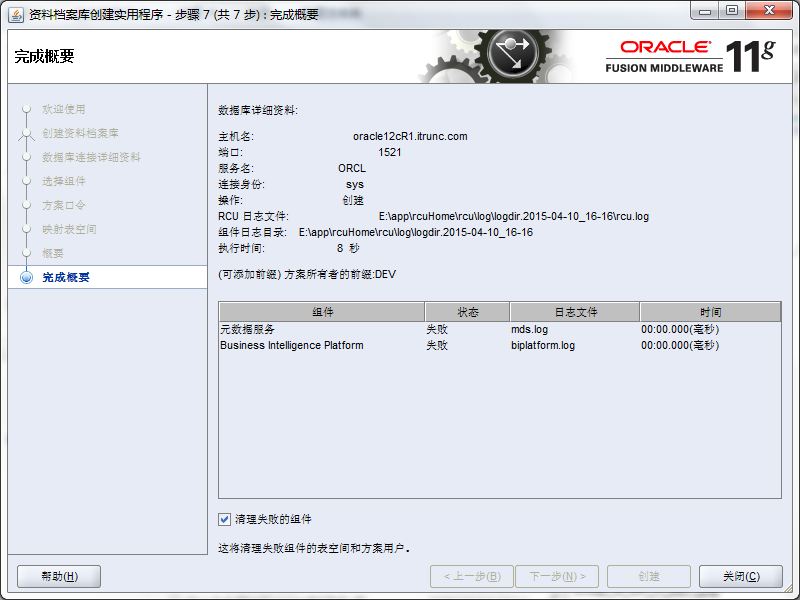 资料档案库创建实用程序 - 步骤 7 (共 7 步) : 完成概要
完成概要
ORACLE
FUSION MIDDLEWARE 11g
欢迎使用
创建资料档案库
数据库连接详细资料
选择组件
方案口令
映射表空间
概要
完成概要
数据库详细资料:
主机名: oracle12cR1.itrunc.com
端口: 1521
服务名: ORCL
连接身份: sys
操作: 创建
RCU 日志文件: E:\app\rcuHome\rcu\log\logdir.2015-04-10_16-16\rcu.log
组件日志目录: E:\app\rcuHome\rcu\log\logdir.2015-04-10_16-16
执行时间: 8 秒
(可添加前缀) 方案所有者的前缀:DEV
组件 状态 日志文件 时间
元数据服务 失败 mds.log 00:00.000(毫秒)
Business Intelligence Platform 失败 biplatform.log 00:00.000(毫秒)
清理失败的组件
这将清理失败组件的表空间和方案用户。
帮助(H) < 上一步(B) 下一步(N) > 创建 关闭(C)